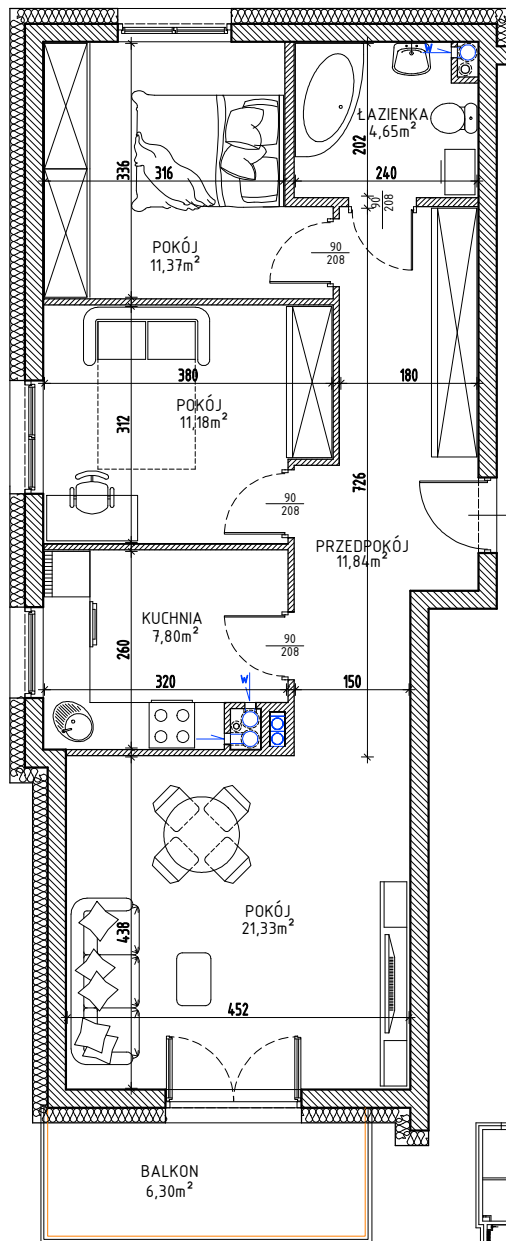 W
ŁAZIENKA
4,65m²
202
336
316
240
90
208
90
208
POKÓJ
11,37m²
380
180
POKÓJ
11,18m²
312
726
90
208
PRZEDPOKÓJ
11,84m²
KUCHNIA
7,80m²
260
90
208
320
W
150
POKÓJ
21,33m²
438
452
BALKON
6,30m²